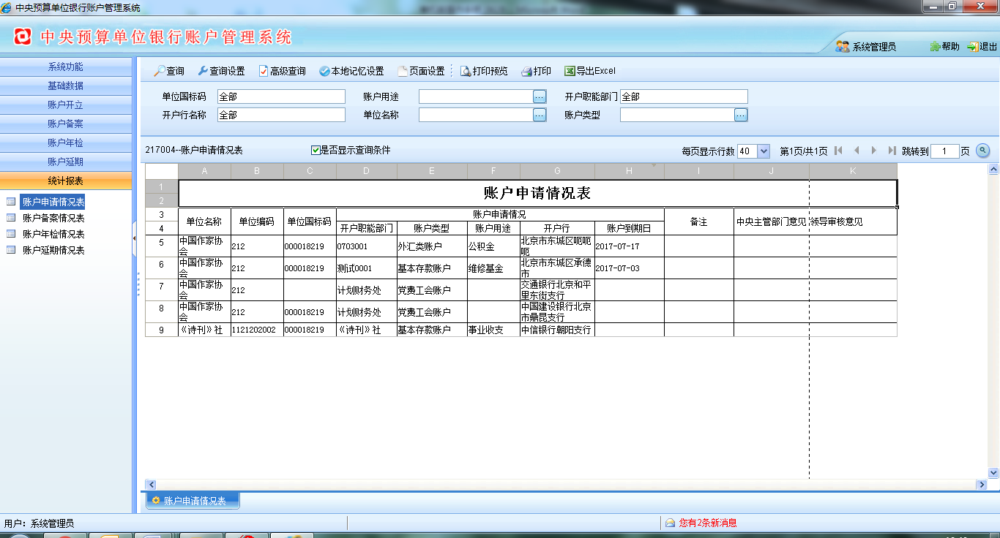 中央预算单位银行账户管理系统
中央预算单位银行账户管理系统
系统管理员 帮助 退出
系统功能
基础数据
账户开立
账户备案
账户年检
账户延期
统计报表
账户申请情况表
账户备案情况表
账户年检情况表
账户延期情况表
查询 查询设置 高级查询 本地记忆设置 页面设置 打印预览 打印 导出Excel
单位国标码 全部 账户用途 ... 开户职能部门 全部
开户行名称 全部 单位名称 ... 账户类型 ...
217004--账户申请情况表 是否显示查询条件 每页显示行数 40 第1页/共1页 跳转到 1 页
A B C D E F G H I J K
1 账户申请情况表
2
3 单位名称 单位编码 单位国标码 账户申请情况 备注 中央主管部门意见 领导审核意见
4 开户职能部门 账户类型 账户用途 开户行 账户到期日
5 中国作家协会 212 000018219 0703001 外汇类账户 公积金 北京市东城区呃呃呃 2017-07-17
6 中国作家协会 212 000018219 测试0001 基本存款账户 维修基金 北京市东城区承德市 2017-07-03
7 中国作家协会 212 计划财务处 党费工会账户 交通银行北京和平里东街支行
8 中国作家协会 212 000018219 计划财务处 党费工会账户 中国建设银行北京市鼎昆支行
9 《诗刊》社 1121202002 000018219 《诗刊》社 基本存款账户 事业收支 中信银行朝阳支行
账户申请情况表
用户：系统管理员 您有2条新消息